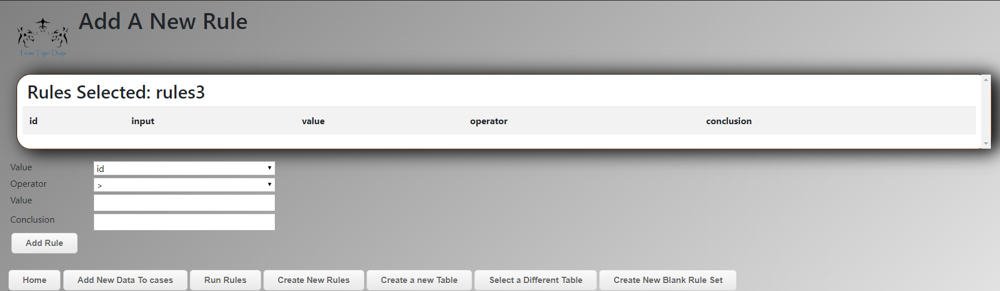 Add A New Rule
Team Tyger Dogs
Rules Selected: rules3
id input value operator conclusion
Value id
Operator >
Value
Conclusion
Add Rule
Home Add New Data To cases Run Rules Create New Rules Create a new Table Select a Different Table Create New Blank Rule Set